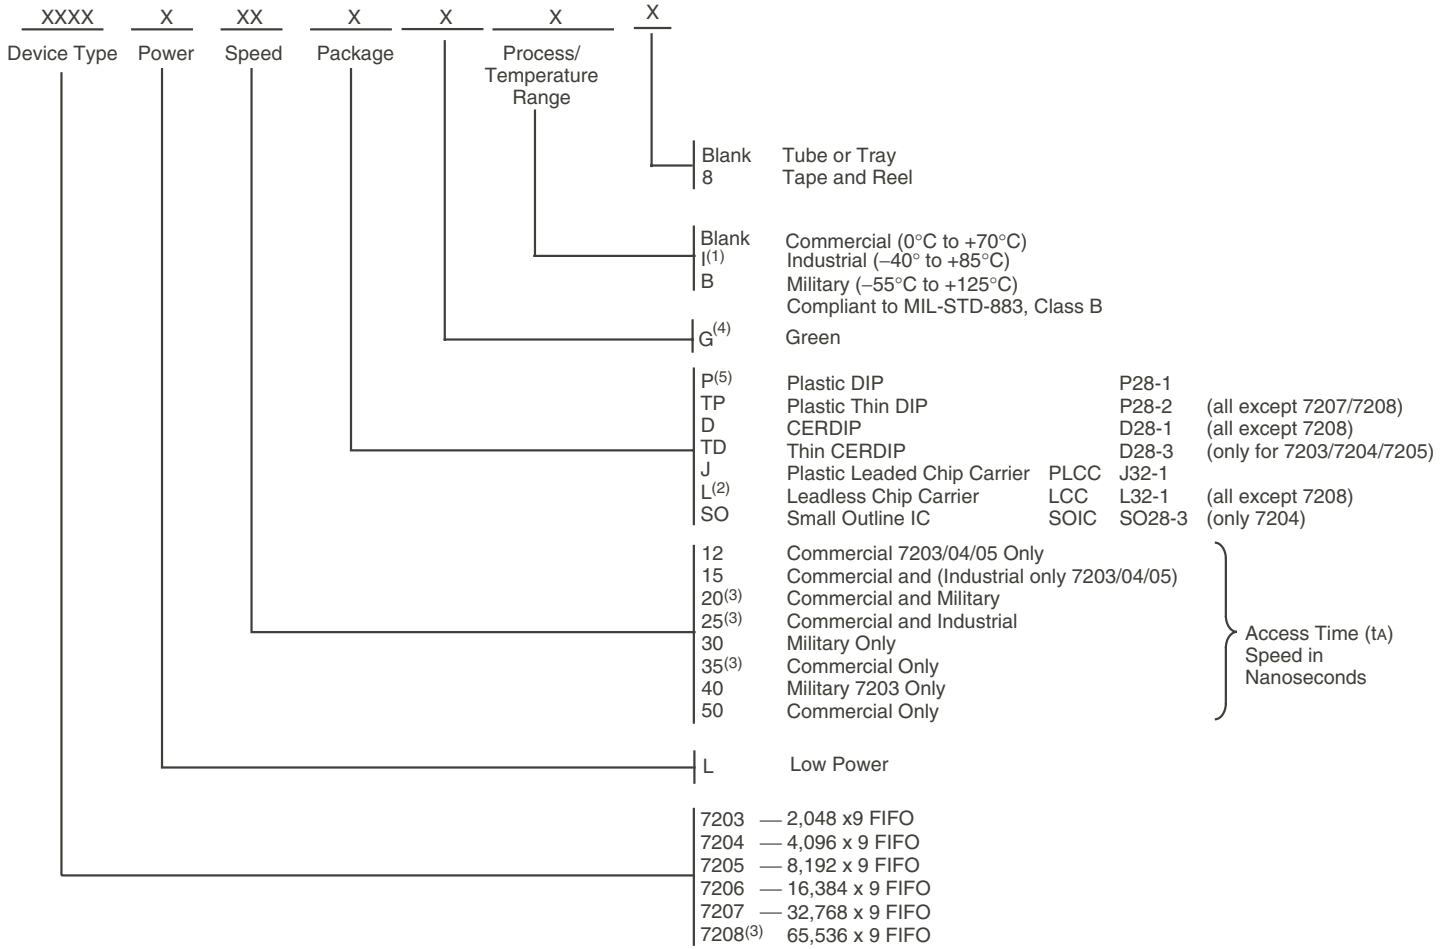 XXXX X XX X X X X
Device Type Power Speed Package Process/
Temperature
Range
Blank Tube or Tray
8 Tape and Reel
Blank Commercial (0°C to +70°C)
I(1) Industrial (–40° to +85°C)
B Military (–55°C to +125°C)
Compliant to MIL-STD-883, Class B
G(4) Green
P(5) Plastic DIP P28-1
TP Plastic Thin DIP P28-2 (all except 7207/7208)
D CERDIP D28-1 (all except 7208)
TD Thin CERDIP D28-3 (only for 7203/7204/7205)
J Plastic Leaded Chip Carrier PLCC J32-1
L(2) Leadless Chip Carrier LCC L32-1 (all except 7208)
SO Small Outline IC SOIC SO28-3 (only 7204)
12 Commercial 7203/04/05 Only
15 Commercial and (Industrial only 7203/04/05)
20(3) Commercial and Military
25(3) Commercial and Industrial
30 Military Only
35(3) Commercial Only
40 Military 7203 Only
50 Commercial Only
Access Time (tA)
Speed in
Nanoseconds
L Low Power
7203 — 2,048 x9 FIFO
7204 — 4,096 x 9 FIFO
7205 — 8,192 x 9 FIFO
7206 — 16,384 x 9 FIFO
7207 — 32,768 x 9 FIFO
7208(3) 65,536 x 9 FIFO